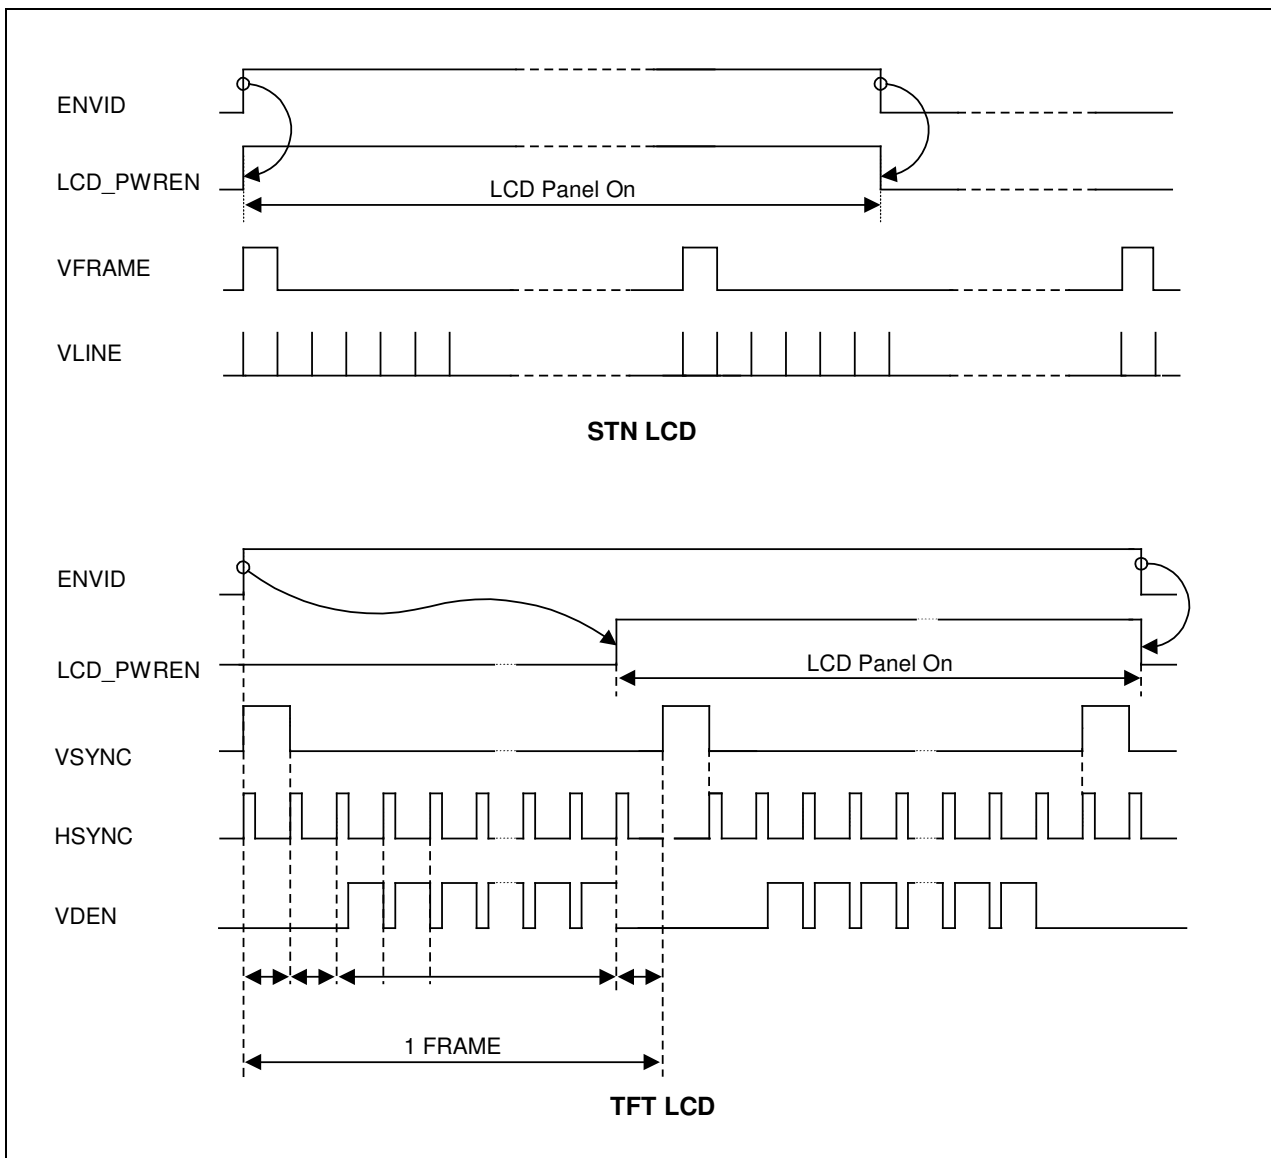 ENVID
LCD_PWREN
LCD Panel On
VFRAME
VLINE
STN LCD
ENVID
LCD_PWREN
LCD Panel On
VSYNC
HSYNC
VDEN
1 FRAME
TFT LCD